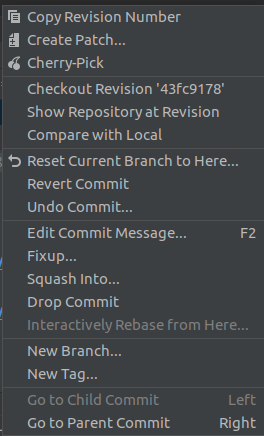 Copy Revision Number
Create Patch...
Cherry-Pick
Checkout Revision '43fc9178'
Show Repository at Revision
Compare with Local
Reset Current Branch to Here...
Revert Commit
Undo Commit...
Edit Commit Message... F2
Fixup...
Squash Into...
Drop Commit
Interactively Rebase from Here...
New Branch...
New Tag...
Go to Child Commit Left
Go to Parent Commit Right